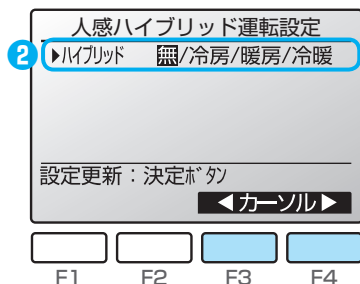 人感ハイブリッド運転設定
2 ▶ハイブリッド 無/冷房/暖房/冷暖
設定更新：決定ボタン
◀カーソル▶
F1 F2 F3 F4